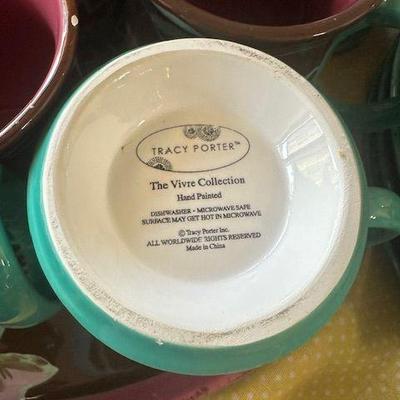 TRACY PORTER™
The Vivre Collection
Hand Painted
DISHWASHER • MICROWAVE SAFE
SURFACE MAY GET HOT IN MICROWAVE
© Tracy Porter Inc.
ALL WORLDWIDE RIGHTS RESERVED
Made in China